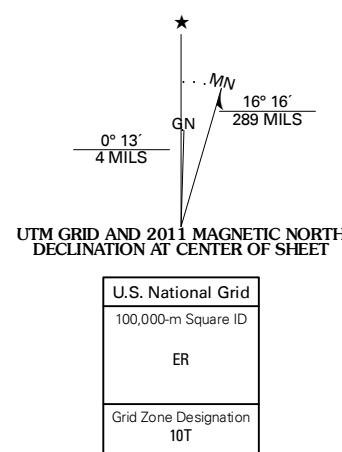 ★
MN
16° 16´
289 MILS
GN
0° 13´
4 MILS
UTM GRID AND 2011 MAGNETIC NORTH
DECLINATION AT CENTER OF SHEET
U.S. National Grid
100,000-m Square ID
ER
Grid Zone Designation
10T